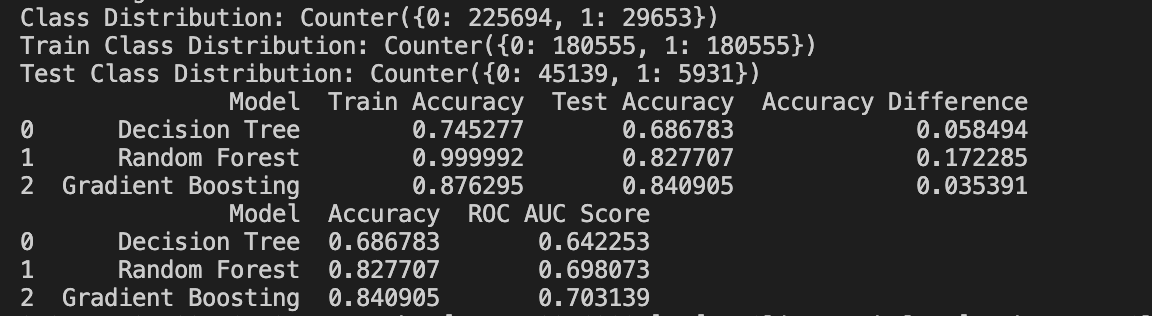 Class Distribution: Counter({0: 225694, 1: 29653})
Train Class Distribution: Counter({0: 180555, 1: 180555})
Test Class Distribution: Counter({0: 45139, 1: 5931})
Model Train Accuracy Test Accuracy Accuracy Difference
0 Decision Tree 0.745277 0.686783 0.058494
1 Random Forest 0.999992 0.827707 0.172285
2 Gradient Boosting 0.876295 0.840905 0.035391
Model Accuracy ROC AUC Score
0 Decision Tree 0.686783 0.642253
1 Random Forest 0.827707 0.698073
2 Gradient Boosting 0.840905 0.703139